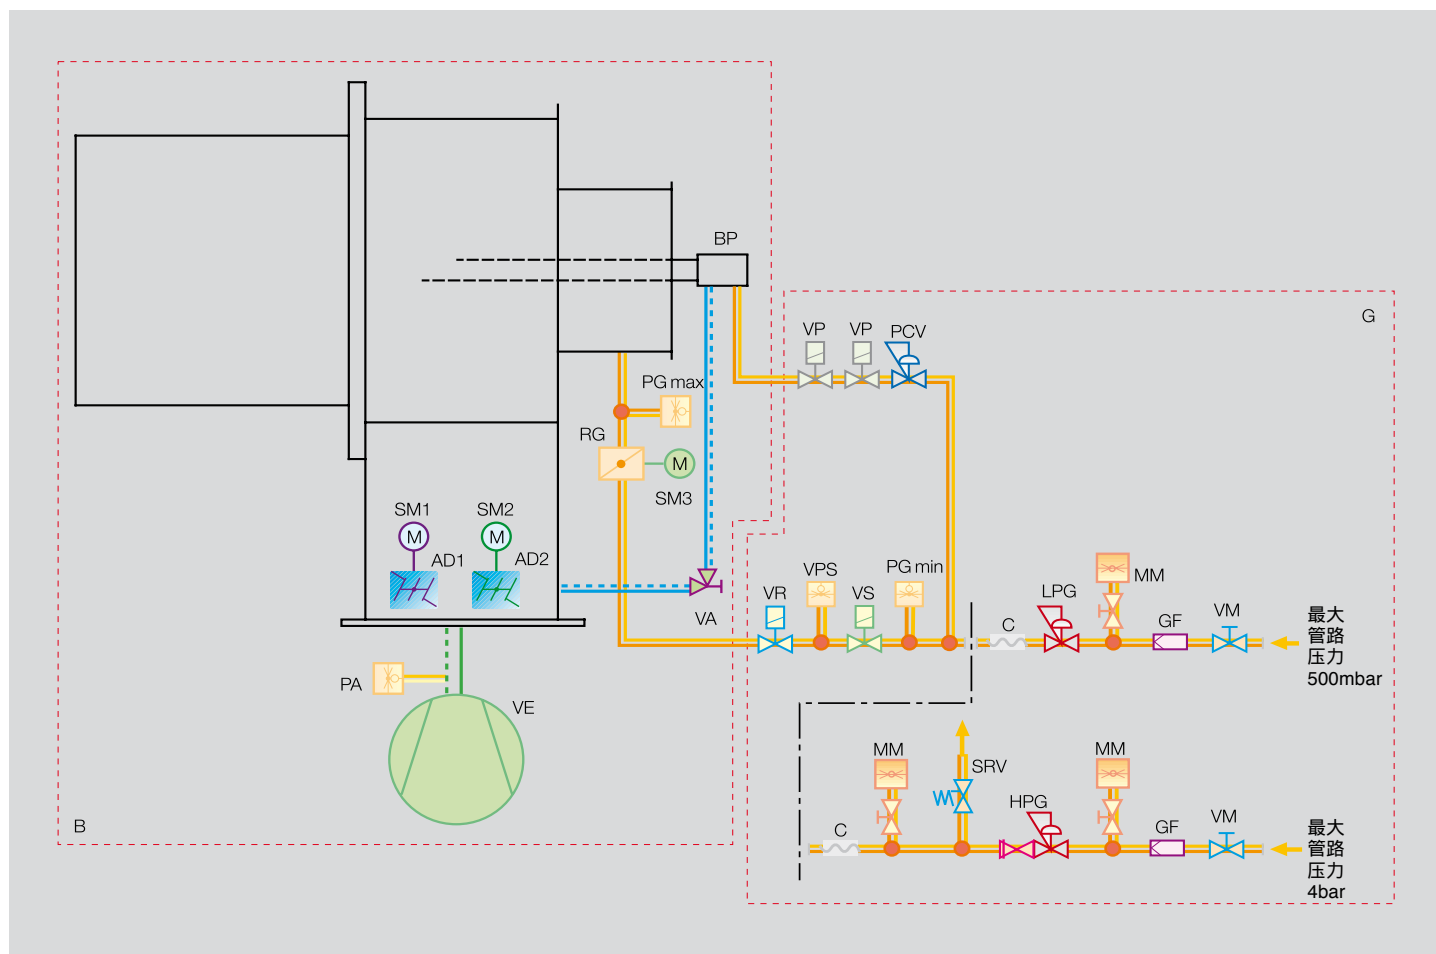 BP
G
VP
VP
PCV
PG max
RG
M
SM3
SM1
SM2
M
M
AD1
AD2
VPS
PG min
VR
VS
VA
C
LPG
MM
GF
VM
最大
管路
压力
500mbar
PA
VE
MM
SRV
MM
HPG
C
GF
VM
B
最大
管路
压力
4bar